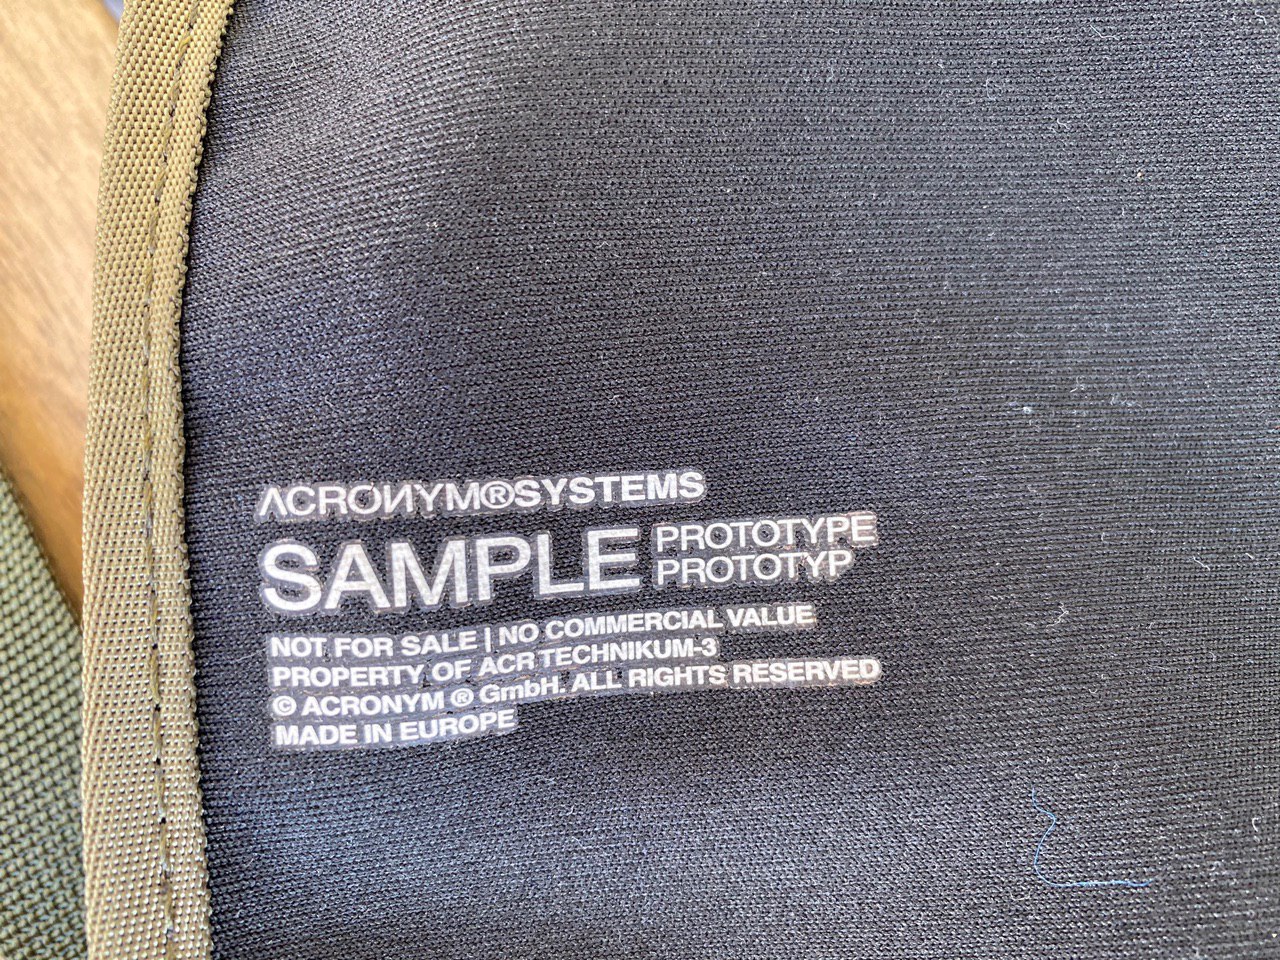 ACRONYM®SYSTEMS
SAMPLE PROTOTYPE
PROTOTYP
NOT FOR SALE | NO COMMERCIAL VALUE
PROPERTY OF ACR TECHNIKUM-3
© ACRONYM ® GmbH. ALL RIGHTS RESERVED
MADE IN EUROPE